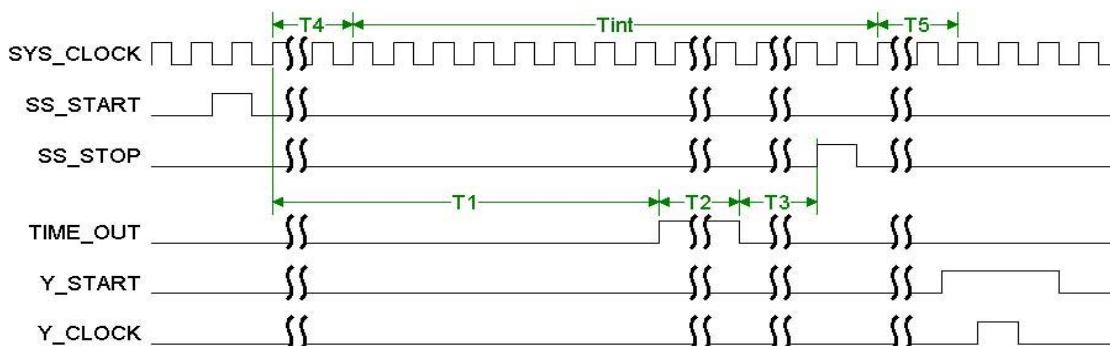 T4 Tint T5
SYS_CLOCK
SS_START
SS_STOP
T1 T2 T3
TIME_OUT
Y_START
Y_CLOCK